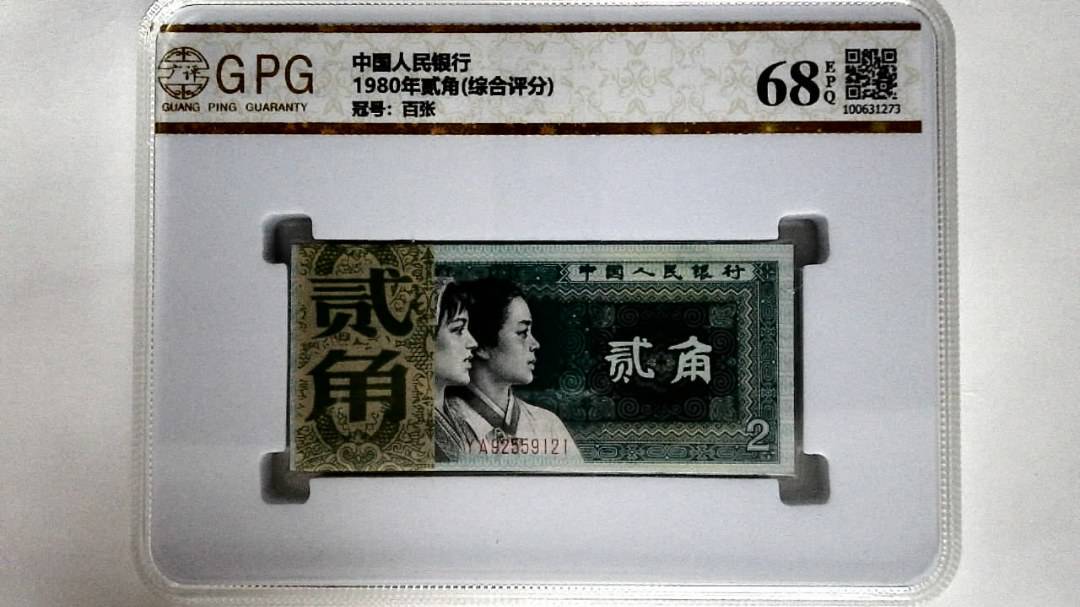 广评
GPG
GUANG PING GUARANTY
中国人民银行
1980年贰角(综合评分)
冠号：百张
68
EPQ
100631273
贰角
中国人民银行
贰角
YA92559121
2